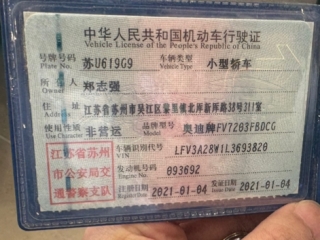 中华人民共和国机动车行驶证
Vehicle License of the People's Republic of China
号牌号码 Plate No. 苏U619G9 车辆类型 Vehicle Type 小型轿车
所有人 Owner 郑志强
住址 Address 江苏省苏州市吴江区
使用性质 Use Character 非营运 品牌型号 Model 奥迪牌FV7203FBDCG
江苏省苏州
市公安局交
通警察支队
车辆识别代号 VIN LFV3A28W1L3693820
发动机号码 Engine No. 093692
注册日期 Register Date 2021-01-04 发证日期 Issue Date 2021-01-04